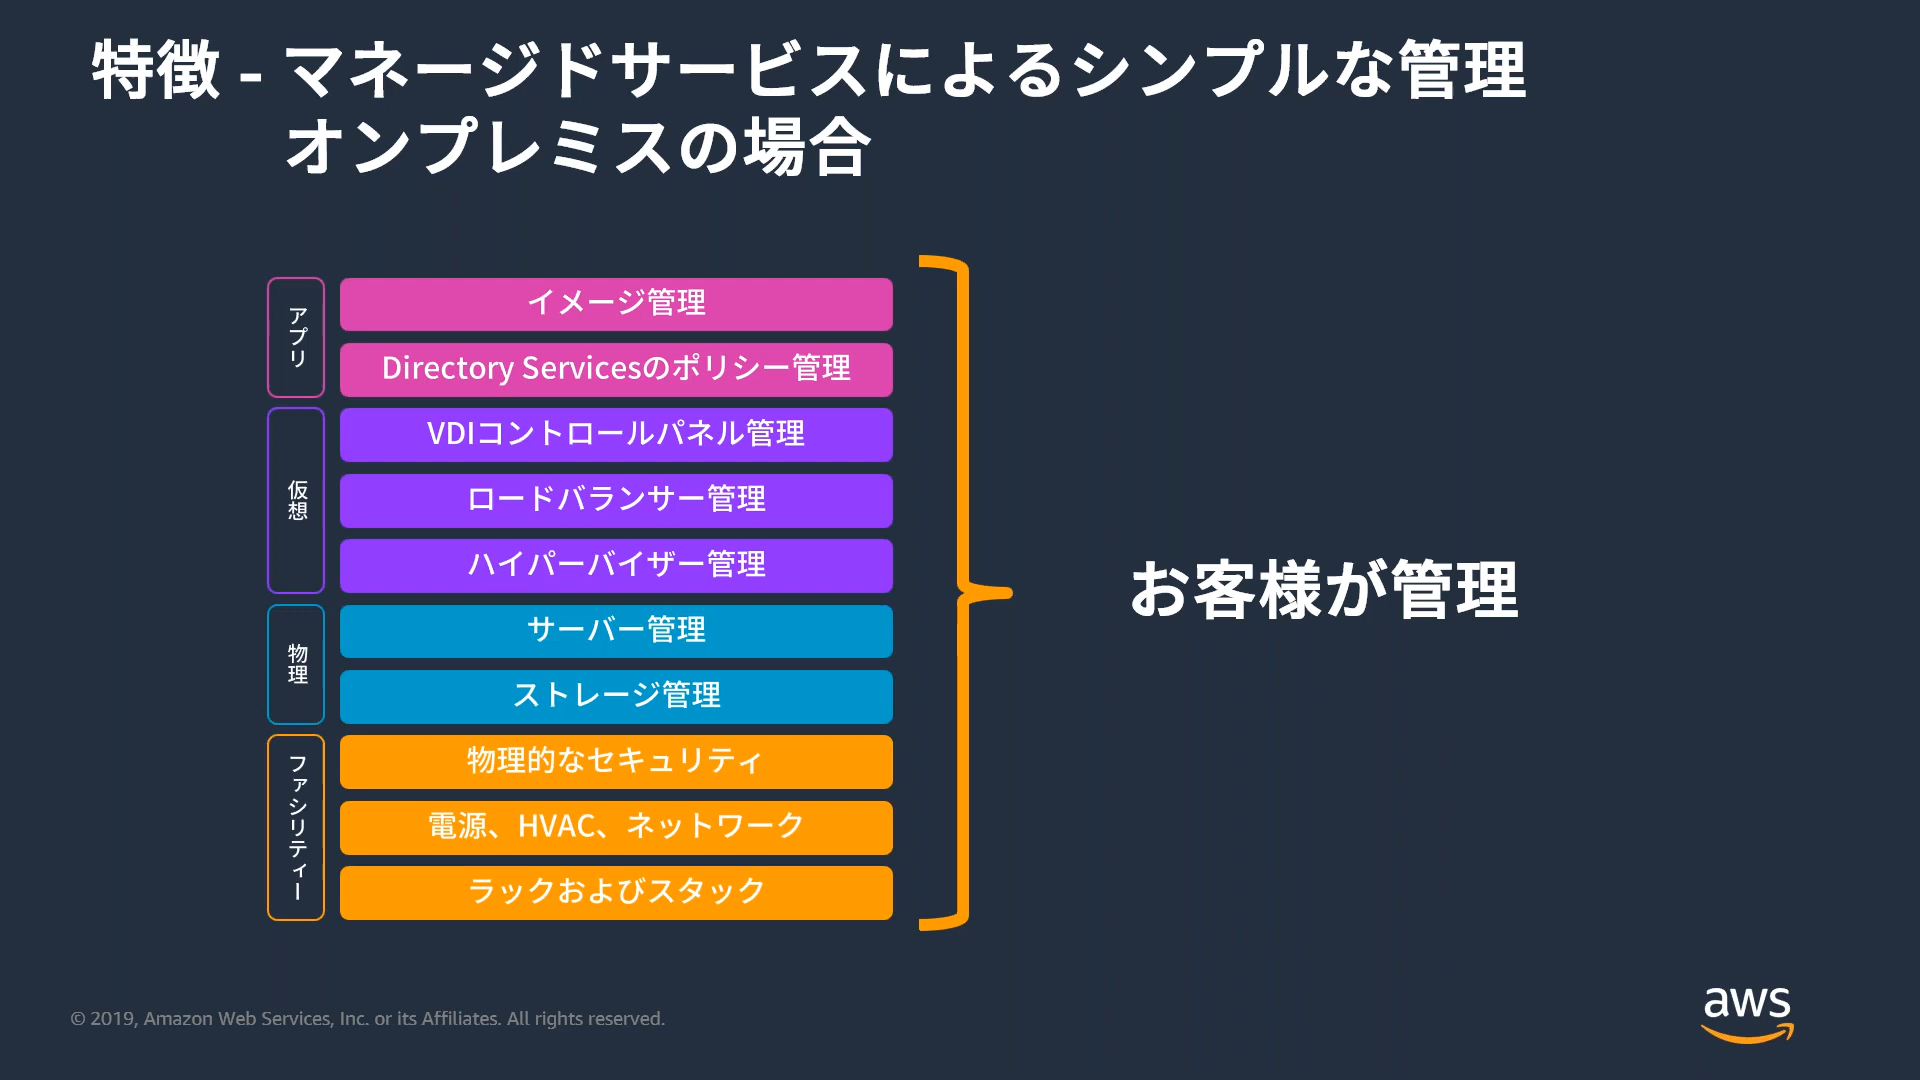 特徴 - マネージドサービスによるシンプルな管理
オンプレミスの場合
アプリ
イメージ管理
Directory Servicesのポリシー管理
仮想
VDIコントロールパネル管理
ロードバランサー管理
ハイパーバイザー管理
物理
サーバー管理
ストレージ管理
ファシリティー
物理的なセキュリティ
電源、HVAC、ネットワーク
ラックおよびスタック
お客様が管理
© 2019, Amazon Web Services, Inc. or its Affiliates. All rights reserved.
aws